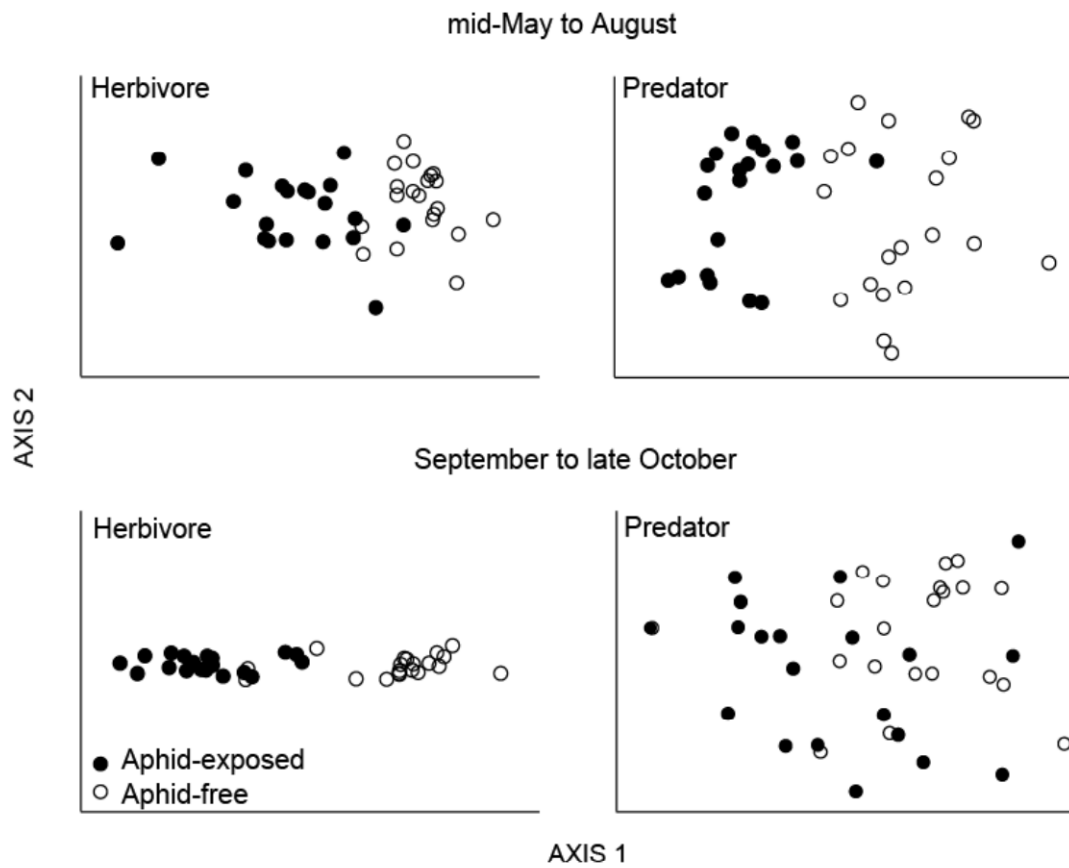 mid-May to August
Herbivore
Predator
AXIS 2
September to late October
Herbivore
Predator
Aphid-exposed
Aphid-free
AXIS 1